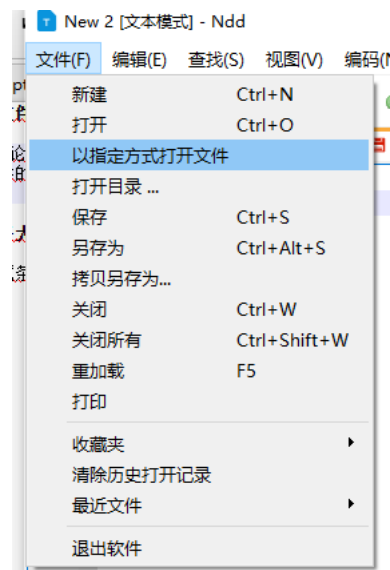 New 2 [文本模式] - Ndd
文件(F) 编辑(E) 查找(S) 视图(V) 编码(
新建 Ctrl+N
打开 Ctrl+O
以指定方式打开文件
打开目录 ...
保存 Ctrl+S
另存为 Ctrl+Alt+S
拷贝另存为...
关闭 Ctrl+W
关闭所有 Ctrl+Shift+W
重加载 F5
打印
收藏夹
清除历史打开记录
最近文件
退出软件